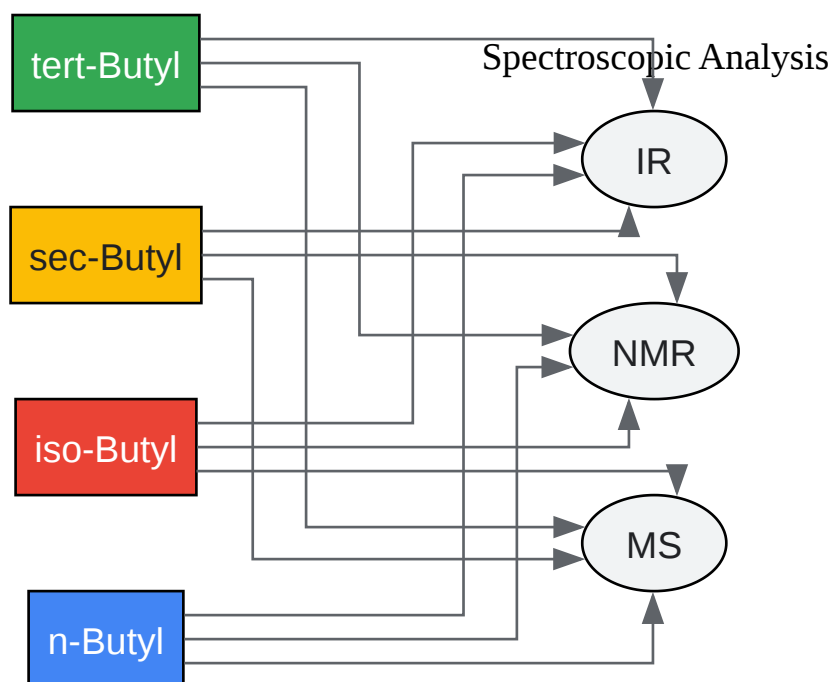 Spectroscopic Analysis
tert-Butyl
IR
sec-Butyl
NMR
iso-Butyl
MS
n-Butyl